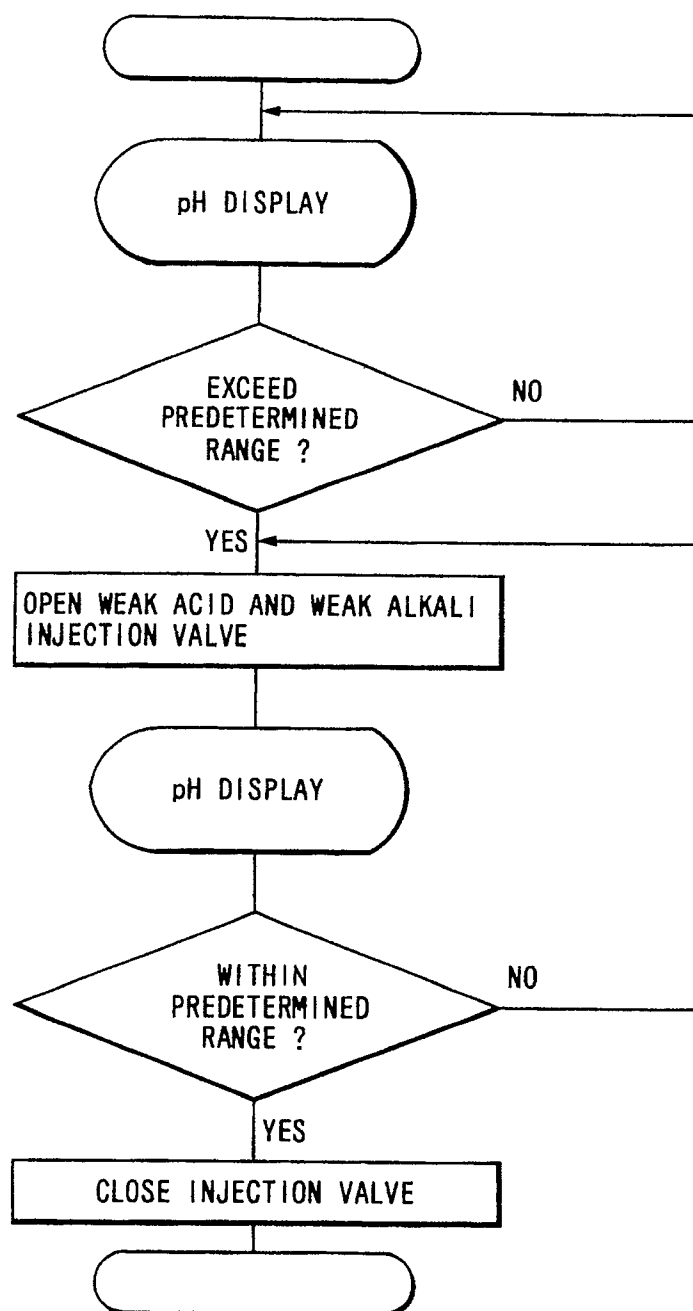 pH DISPLAY
EXCEED
PREDETERMINED
RANGE ?
NO
YES
OPEN WEAK ACID AND WEAK ALKALI
INJECTION VALVE
pH DISPLAY
WITHIN
PREDETERMINED
RANGE ?
NO
YES
CLOSE INJECTION VALVE